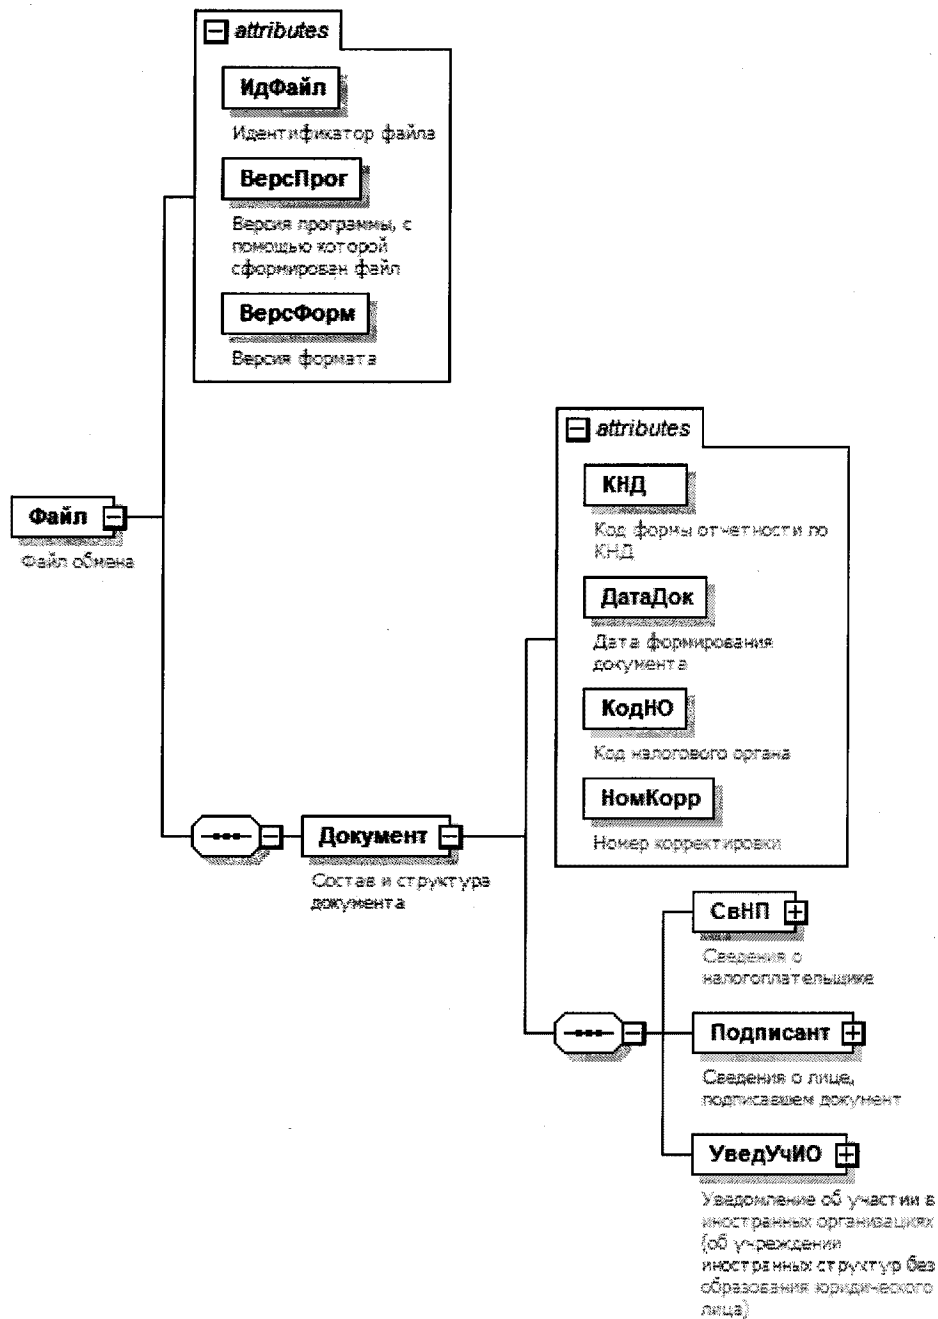 attributes
ИдФайл
Идентификатор файла
ВерсПрог
Версия программы, с
помощью которой
сформирован файл
ВерсФорм
Версия формата
Файл
Файл обмена
attributes
КНД
Код формы отчетности по
КНД
ДатаДок
Дата формирования
документа
КодНО
Код налогового органа
НомКорр
Номер корректировки
Документ
Состав и структура
документа
СвНП
Сведения о
налогоплательщике
Подписант
Сведения о лице,
подписавшем документ
УведУчИО
Уведомление об участии в
иностранных организациях
(об учреждении
иностранных структур без
образования юридического
лица)